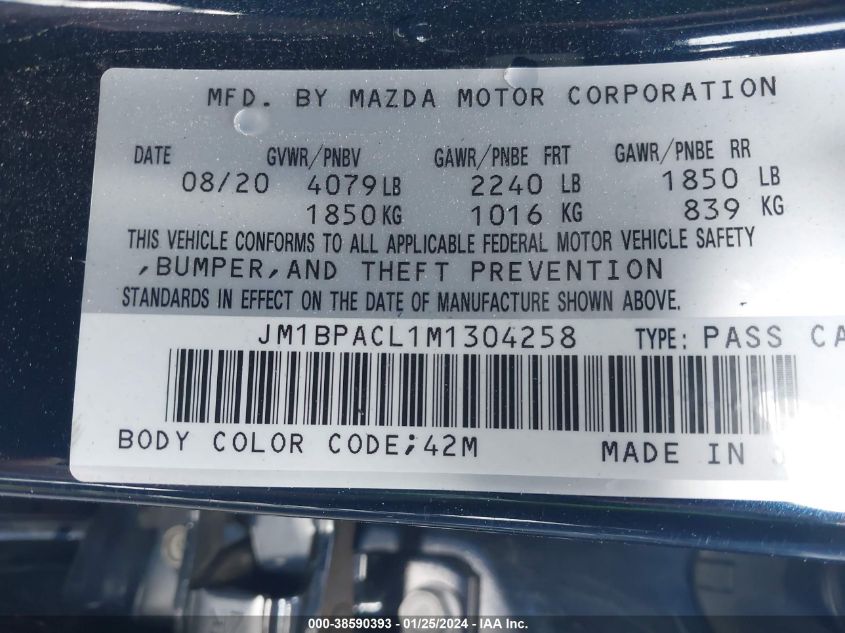 MFD. BY MAZDA MOTOR CORPORATION
DATE GVWR/PNBV GAWR/PNBE FRT GAWR/PNBE RR
08/20 4079 LB 2240 LB 1850 LB
1850 KG 1016 KG 839 KG
THIS VEHICLE CONFORMS TO ALL APPLICABLE FEDERAL MOTOR VEHICLE SAFETY
,BUMPER,AND THEFT PREVENTION
STANDARDS IN EFFECT ON THE DATE OF MANUFACTURE SHOWN ABOVE.
JM1BPACL1M1304258 TYPE: PASS CA
BODY COLOR CODE;42M MADE IN
000-38590393 - 01/25/2024 - IAA Inc.